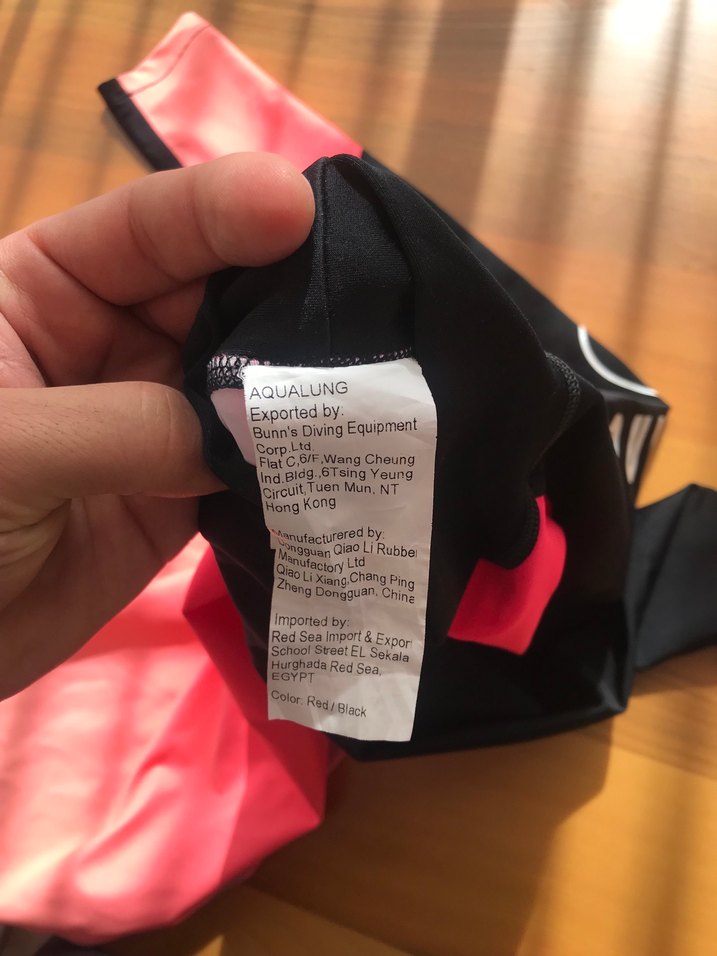 AQUALUNG
Exported by:
Bunn's Diving Equipment
Corp.Ltd.
Flat C,6/F,Wang Cheung
Ind.Bldg.,6Tsing Yeung
Circuit,Tuen Mun, NT
Hong Kong
Manufacturered by:
Dongguan Qiao Li Rubber
Manufactory Ltd
Qiao Li Xiang,Chang Ping
Zheng Dongguan, China
Imported by:
Red Sea Import & Expor
School Street EL Sekala
Hurghada Red Sea,
EGYPT
Color: Red / Black